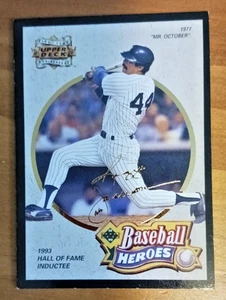 UPPER DECK
1977
"MR. OCTOBER"
44
1993
HALL OF FAME
INDUCTEE
Baseball
HEROES